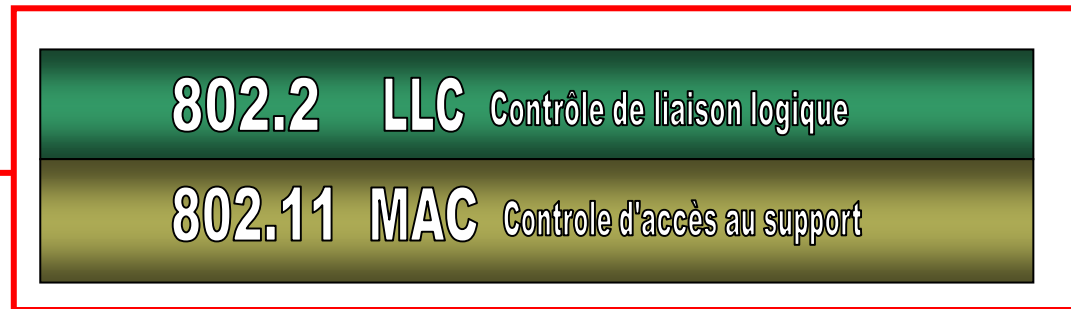 802.2 LLC Contrôle de liaison logique
802.11 MAC Controle d'accès au support